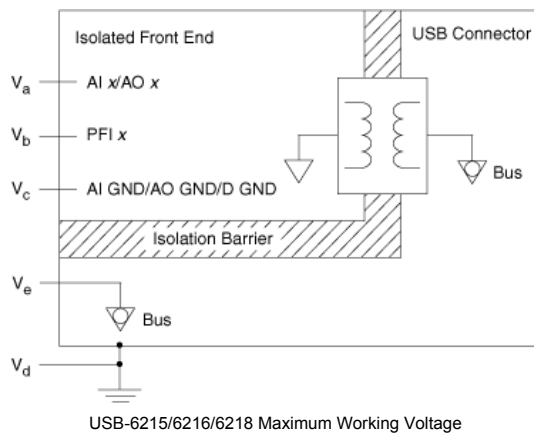 Isolated Front End
USB Connector
Va
AI x/AO x
Vb
PFI x
Bus
Vc
AI GND/AO GND/D GND
Isolation Barrier
Ve
Bus
Vd
USB-6215/6216/6218 Maximum Working Voltage